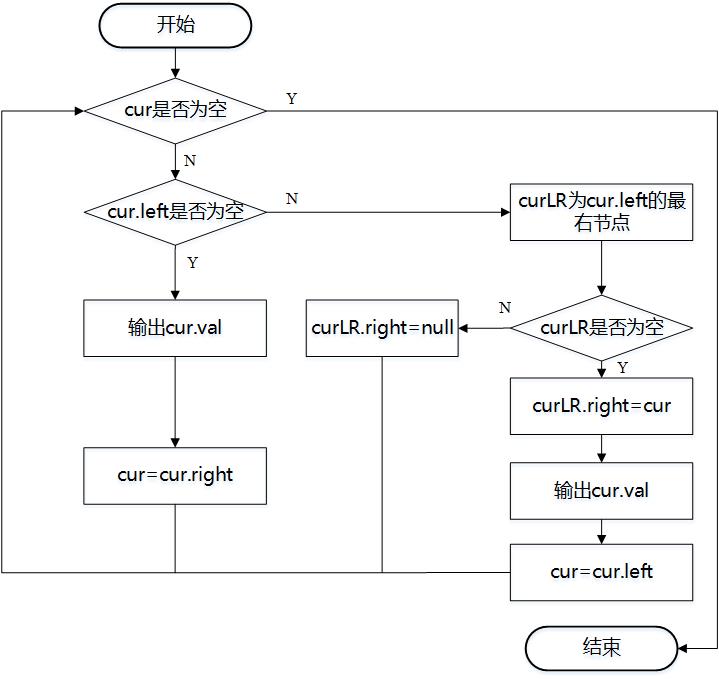 开始
cur是否为空
Y
N
cur.left是否为空
N
curLR为cur.left的最
右节点
Y
输出cur.val
curLR.right=null
N
curLR是否为空
Y
curLR.right=cur
cur=cur.right
输出cur.val
cur=cur.left
结束